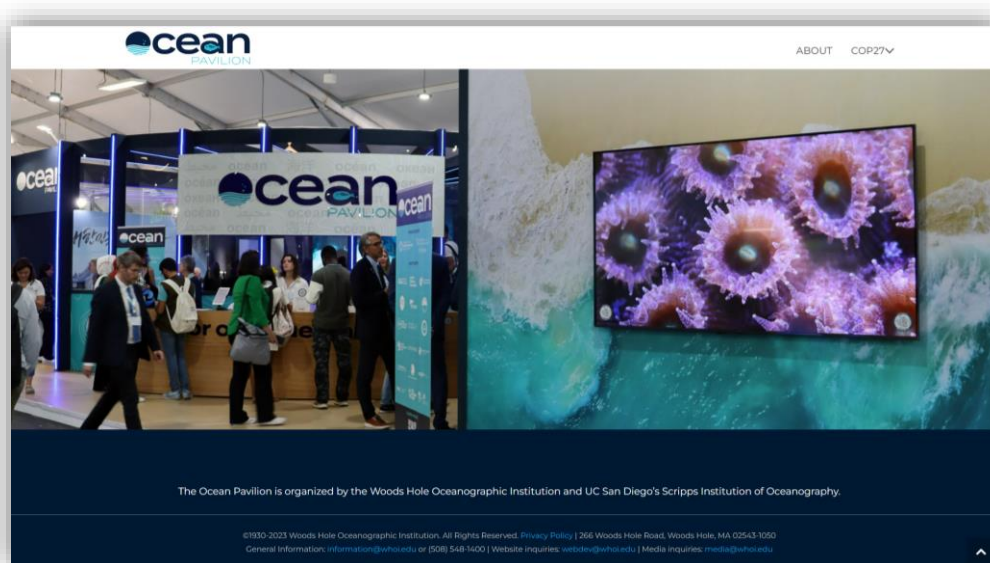 Ocean
PAVILION
ABOUT COP27
Ocean
PAVILION
ocean
ocean
The Ocean Pavilion is organized by the Woods Hole Oceanographic Institution and UC San Diego's Scripps Institution of Oceanography.
©1930-2023 Woods Hole Oceanographic Institution. All Rights Reserved. Privacy Policy | 266 Woods Hole Road, Woods Hole, MA 02543-1050
General Information: information@whoi.edu or (508) 548-1400 | Website inquiries: webdev@whoi.edu | Media inquiries: media@whoi.edu